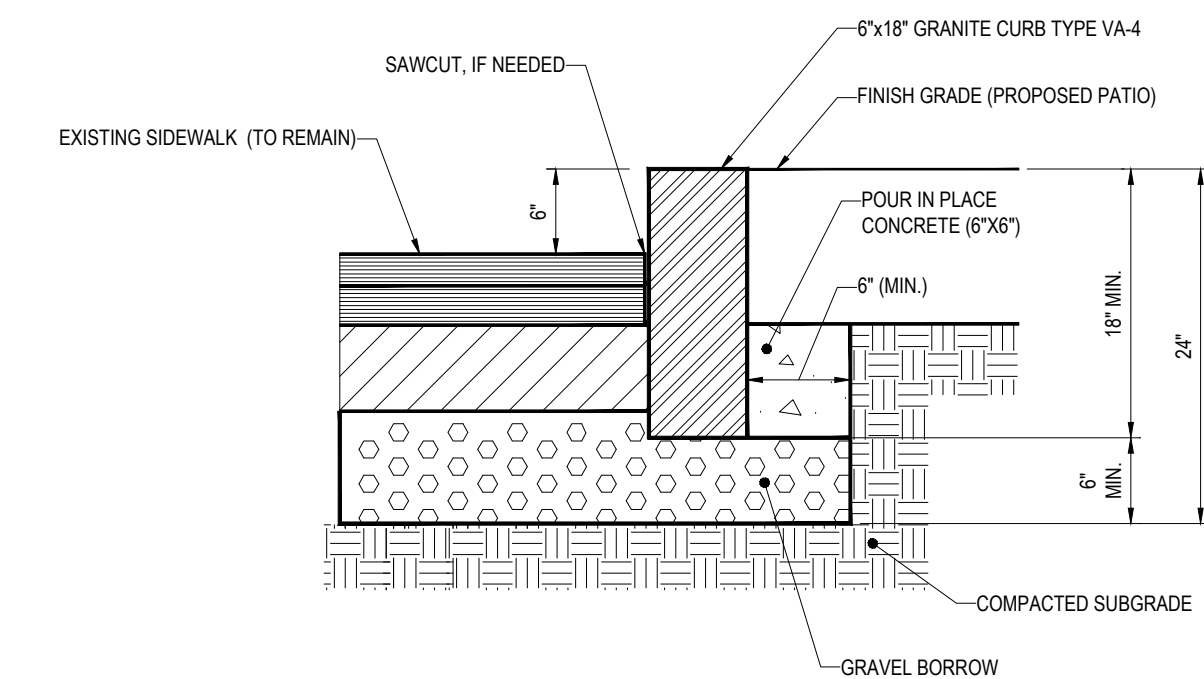 6"x18" GRANITE CURB TYPE VA-4
SAWCUT, IF NEEDED
FINISH GRADE (PROPOSED PATIO)
EXISTING SIDEWALK (TO REMAIN)
6"
POUR IN PLACE
CONCRETE (6"X6")
6" (MIN.)
18" MIN.
24"
6"
MIN.
COMPACTED SUBGRADE
GRAVEL BORROW